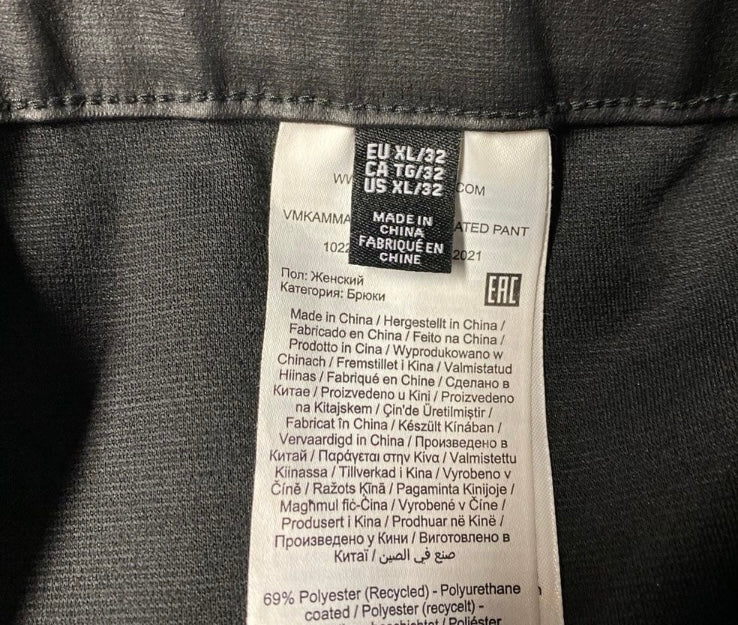 EU XL/32
CA TG/32
US XL/32
MADE IN
CHINA
FABRIQUÉ EN
CHINE
COM
VMKAMMA ATED PANT
1022 2021
Пол: Женский
Категория: Брюки
EAC
Made in China / Hergestellt in China /
Fabricado en China / Feito na China /
Prodotto in Cina / Wyprodukowano w
Chinach / Fremstillet i Kina / Valmistatud
Hiinas / Fabriqué en Chine / Сделано в
Китае / Proizvedeno u Kini / Proizvedeno
na Kitajskem / Çin'de Üretilmiştir /
Fabricat în China / Készült Kínában /
Vervaardigd in China / Произведено в
Китай / Παράγεται στην Κίνα / Valmistettu
Kiinassa / Tillverkad i Kina / Vyrobeno v
Číně / Ražots Ķīnā / Pagaminta Kinijoje /
Magħmul fiċ-Ċina / Vyrobené v Číne /
Produsert i Kina / Prodhuar në Kinë /
Произведено у Кини / Виготовлено в
Китаї / صنع في الصين
69% Polyester (Recycled) - Polyurethane
coated / Polyester (recycelt) -